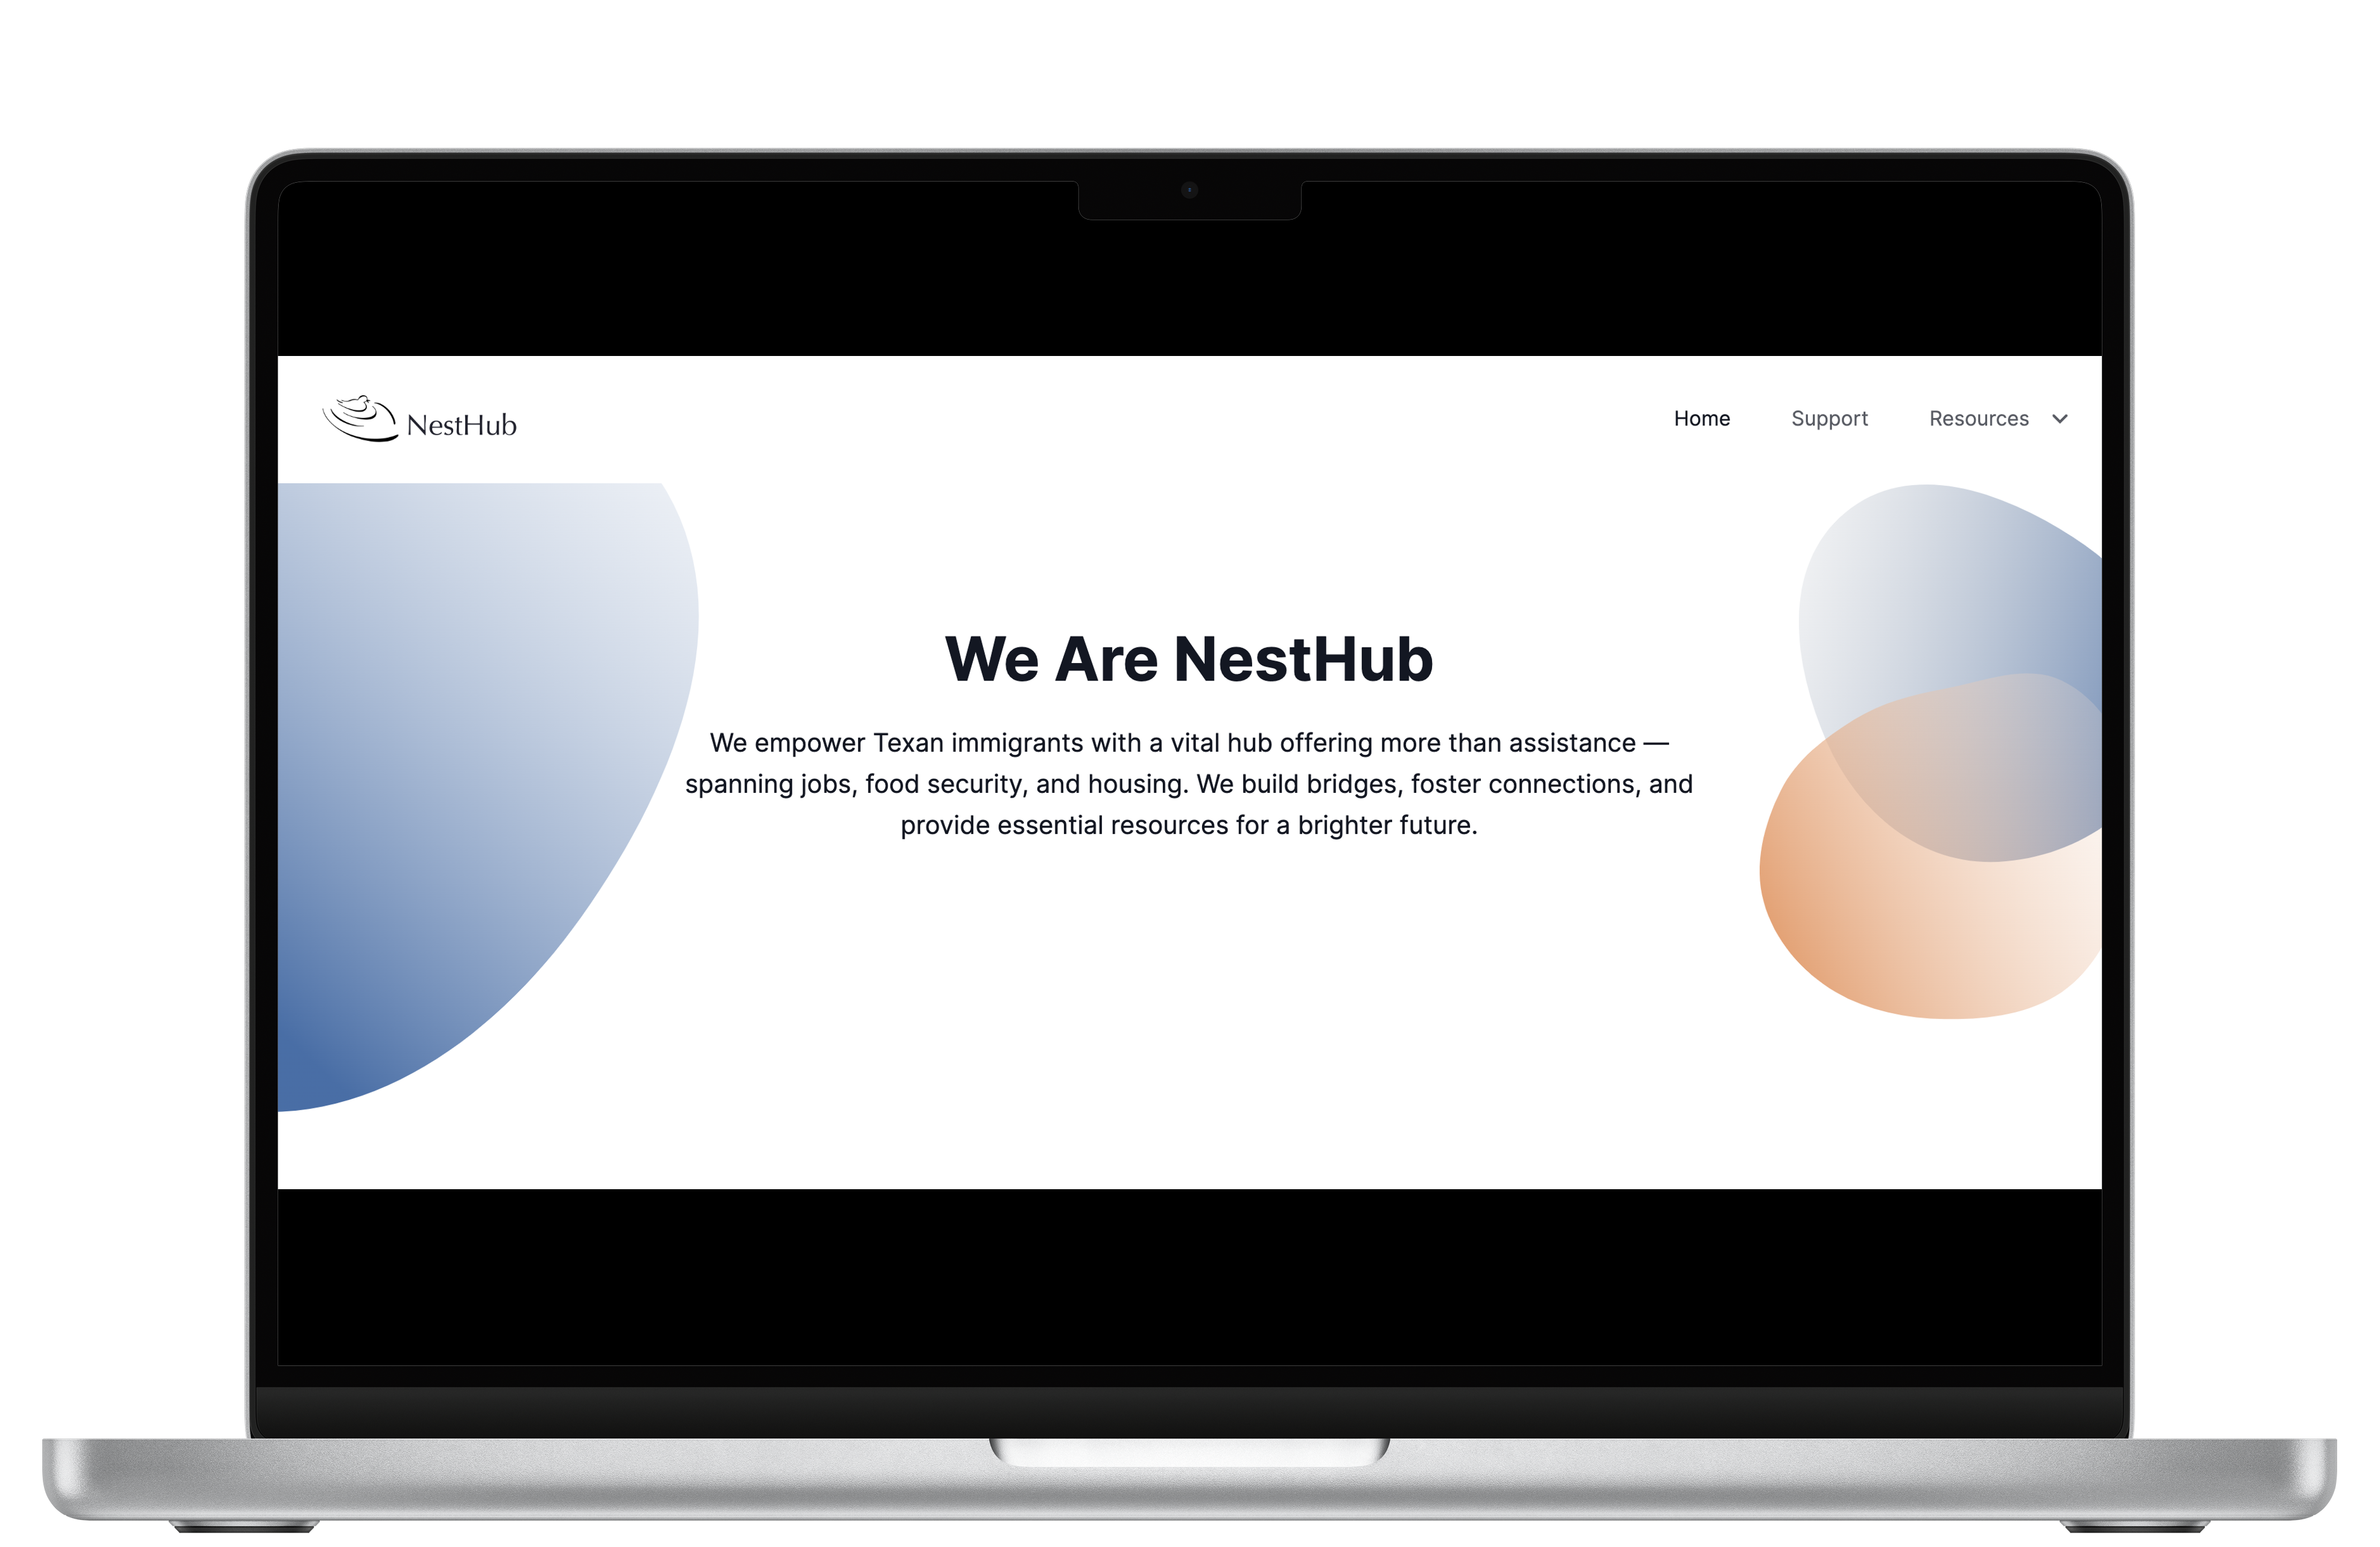 NestHub
Home Support Resources
We Are NestHub
We empower Texan immigrants with a vital hub offering more than assistance —
spanning jobs, food security, and housing. We build bridges, foster connections, and
provide essential resources for a brighter future.